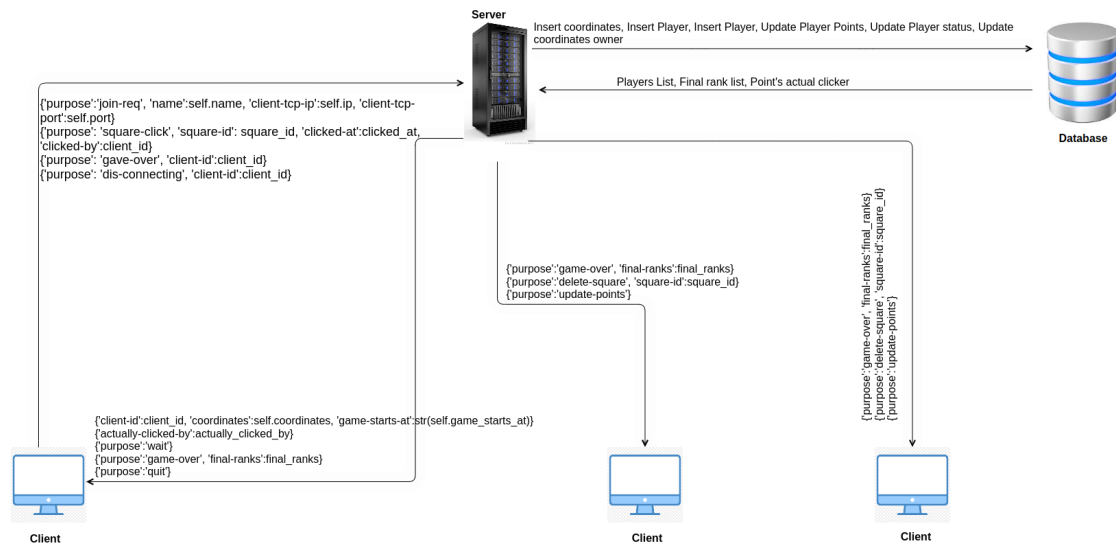 Server
Insert coordinates, Insert Player, Insert Player, Update Player Points, Update Player status, Update
coordinates owner
Players List, Final rank list, Point's actual clicker
Database
{'purpose':'join-req', 'name':self.name, 'client-tcp-ip':self.ip, 'client-tcp-
port':self.port}
{'purpose': 'square-click', 'square-id': square_id, 'clicked-at':clicked_at,
'clicked-by':client_id}
{'purpose': 'gave-over', 'client-id':client_id}
{'purpose': 'dis-connecting', 'client-id':client_id}
{'purpose':'game-over', 'final-ranks':final_ranks}
{'purpose':'delete-square', 'square-id':square_id}
{'purpose':'update-points'}
{'purpose':'game-over', 'final-ranks':final_ranks}
{'purpose':'delete-square', 'square-id':square_id}
{'purpose':'update-points'}
{'client-id':client_id, 'coordinates':self.coordinates, 'game-starts-at':str(self.game_starts_at)}
{'actually-clicked-by':actually_clicked_by}
{'purpose':'wait'}
{'purpose':'game-over', 'final-ranks':final_ranks}
{'purpose':'quit'}
Client
Client
Client